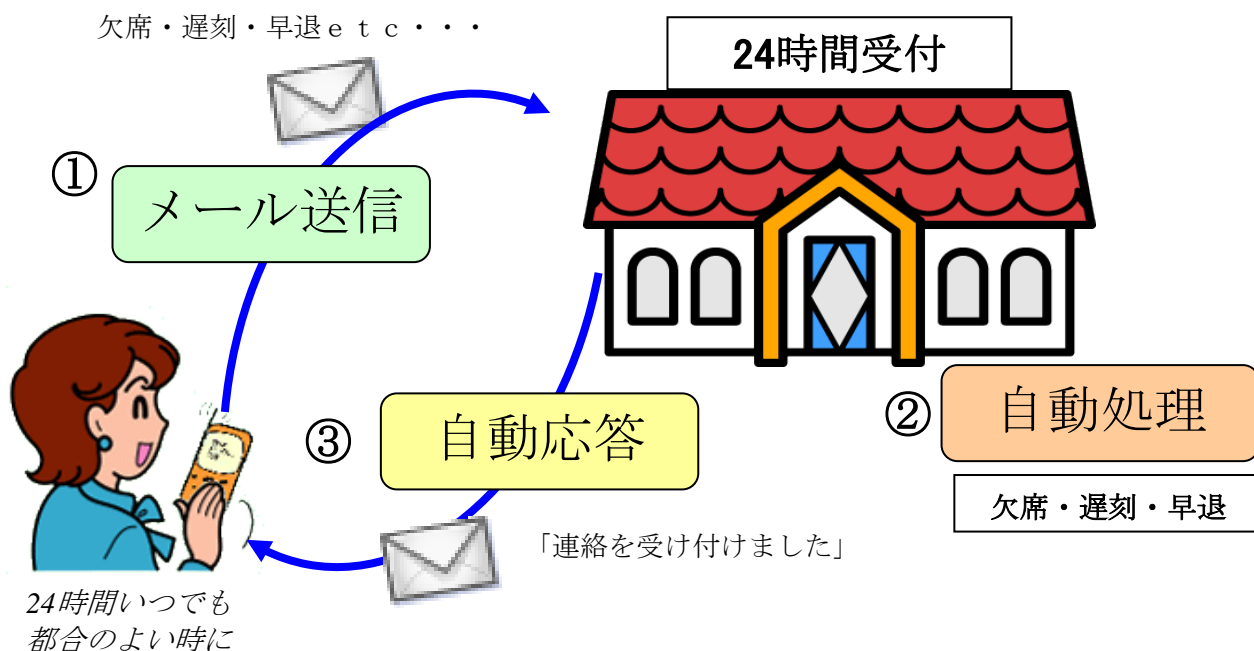 欠席・遅刻・早退ｅｔｃ・・・
24時間受付
①
メール送信
③
自動応答
②
自動処理
欠席・遅刻・早退
「連絡を受け付けました」
24時間いつでも
都合のよい時に